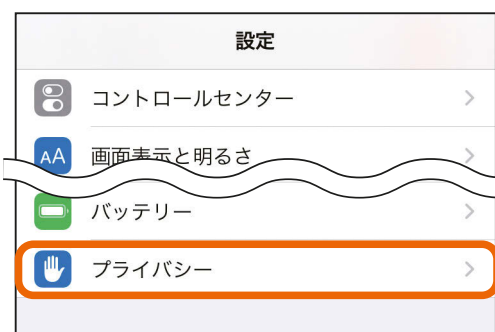 設定
コントロールセンター
AA 画面表示と明るさ
バッテリー
プライバシー